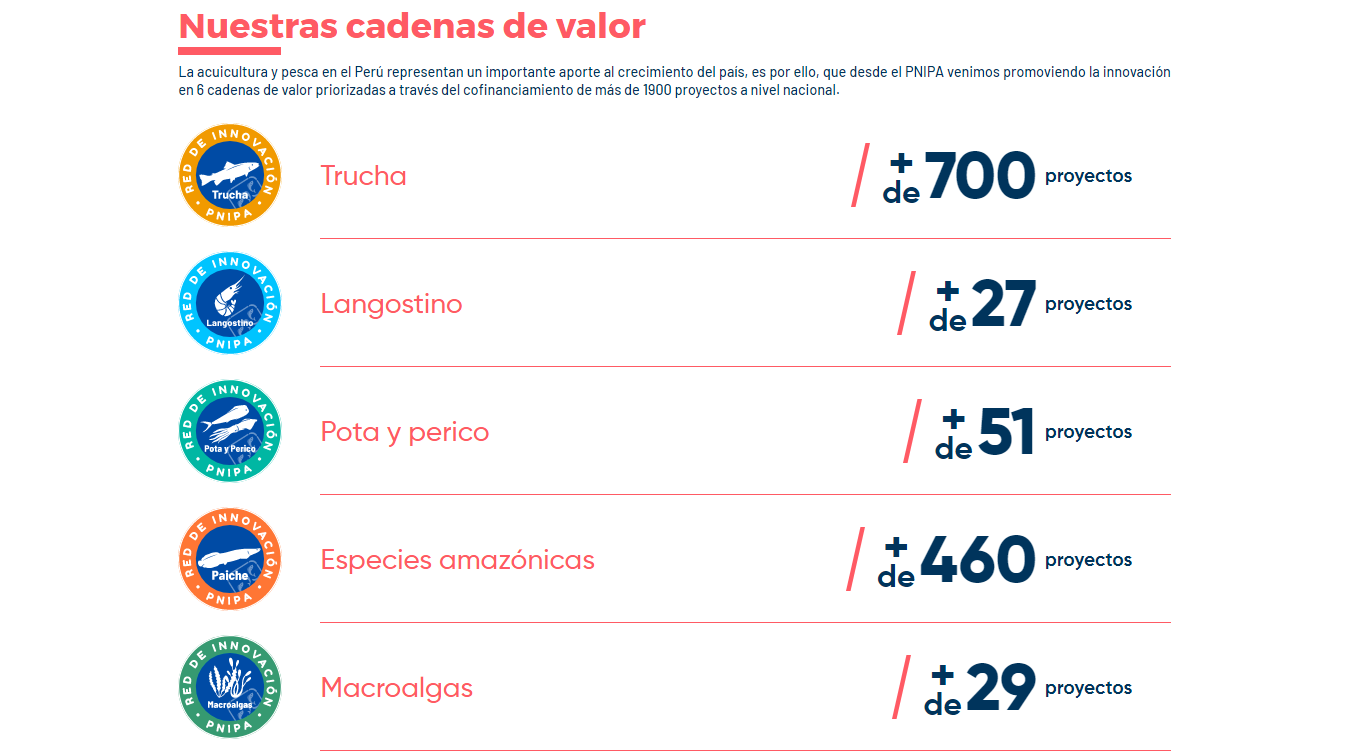 Nuestras cadenas de valor
La acuicultura y pesca en el Perú representan un importante aporte al crecimiento del país, es por ello, que desde el PNIPA venimos promoviendo la innovación
en 6 cadenas de valor priorizadas a través del cofinanciamiento de más de 1900 proyectos a nivel nacional.
RED DE INNOVACIÓN
Trucha
• PNIPA •
Trucha
+ de 700 proyectos
RED DE INNOVACIÓN
Langostino
• PNIPA •
Langostino
+ de 27 proyectos
RED DE INNOVACIÓN
Pota y Perico
• PNIPA •
Pota y perico
+ de 51 proyectos
RED DE INNOVACIÓN
Paiche
• PNIPA •
Especies amazónicas
+ de 460 proyectos
RED DE INNOVACIÓN
Macroalgas
• PNIPA •
Macroalgas
+ de 29 proyectos